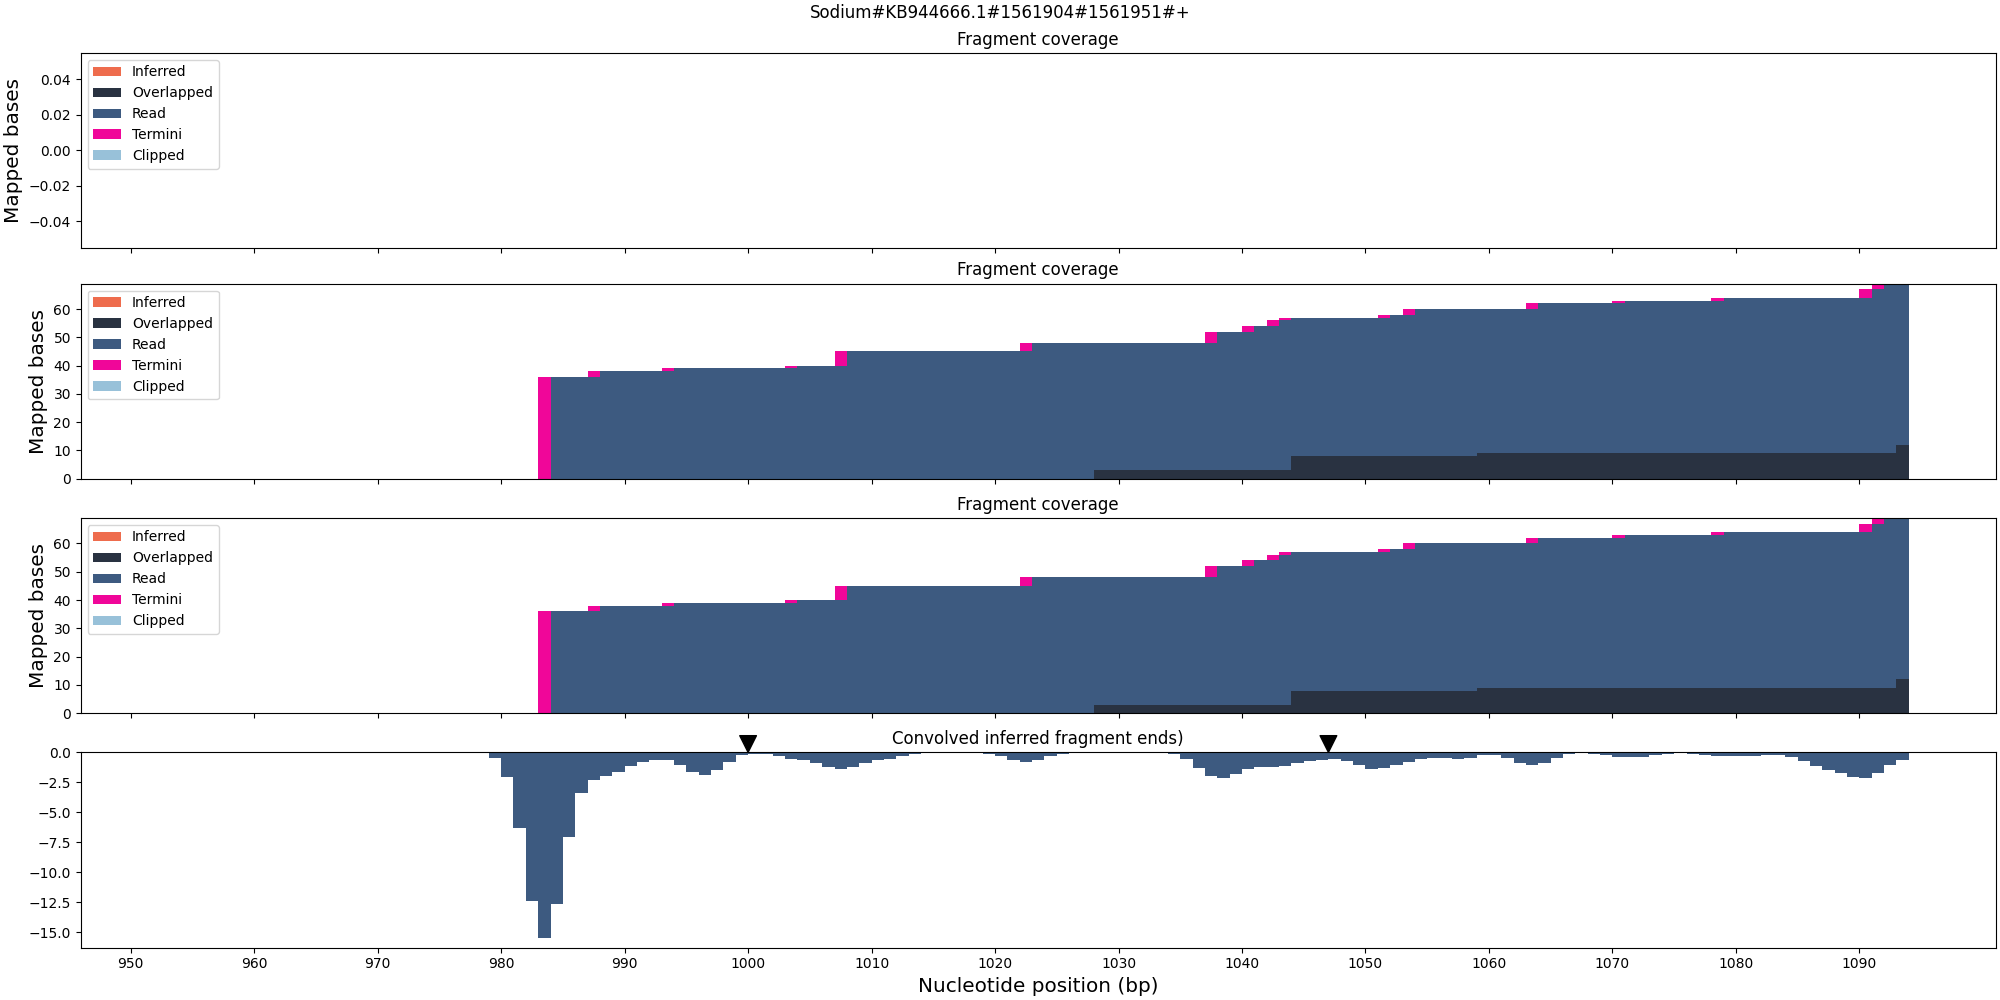 Sodium#KB944666.1#1561904#1561951#+
Fragment coverage
Mapped bases
0.04
0.02
0.00
−0.02
−0.04
Inferred
Overlapped
Read
Termini
Clipped
Fragment coverage
Mapped bases
60
50
40
30
20
10
0
Inferred
Overlapped
Read
Termini
Clipped
Fragment coverage
Mapped bases
60
50
40
30
20
10
0
Inferred
Overlapped
Read
Termini
Clipped
Convolved inferred fragment ends)
0.0
−2.5
−5.0
−7.5
−10.0
−12.5
−15.0
950 960 970 980 990 1000 1010 1020 1030 1040 1050 1060 1070 1080 1090
Nucleotide position (bp)